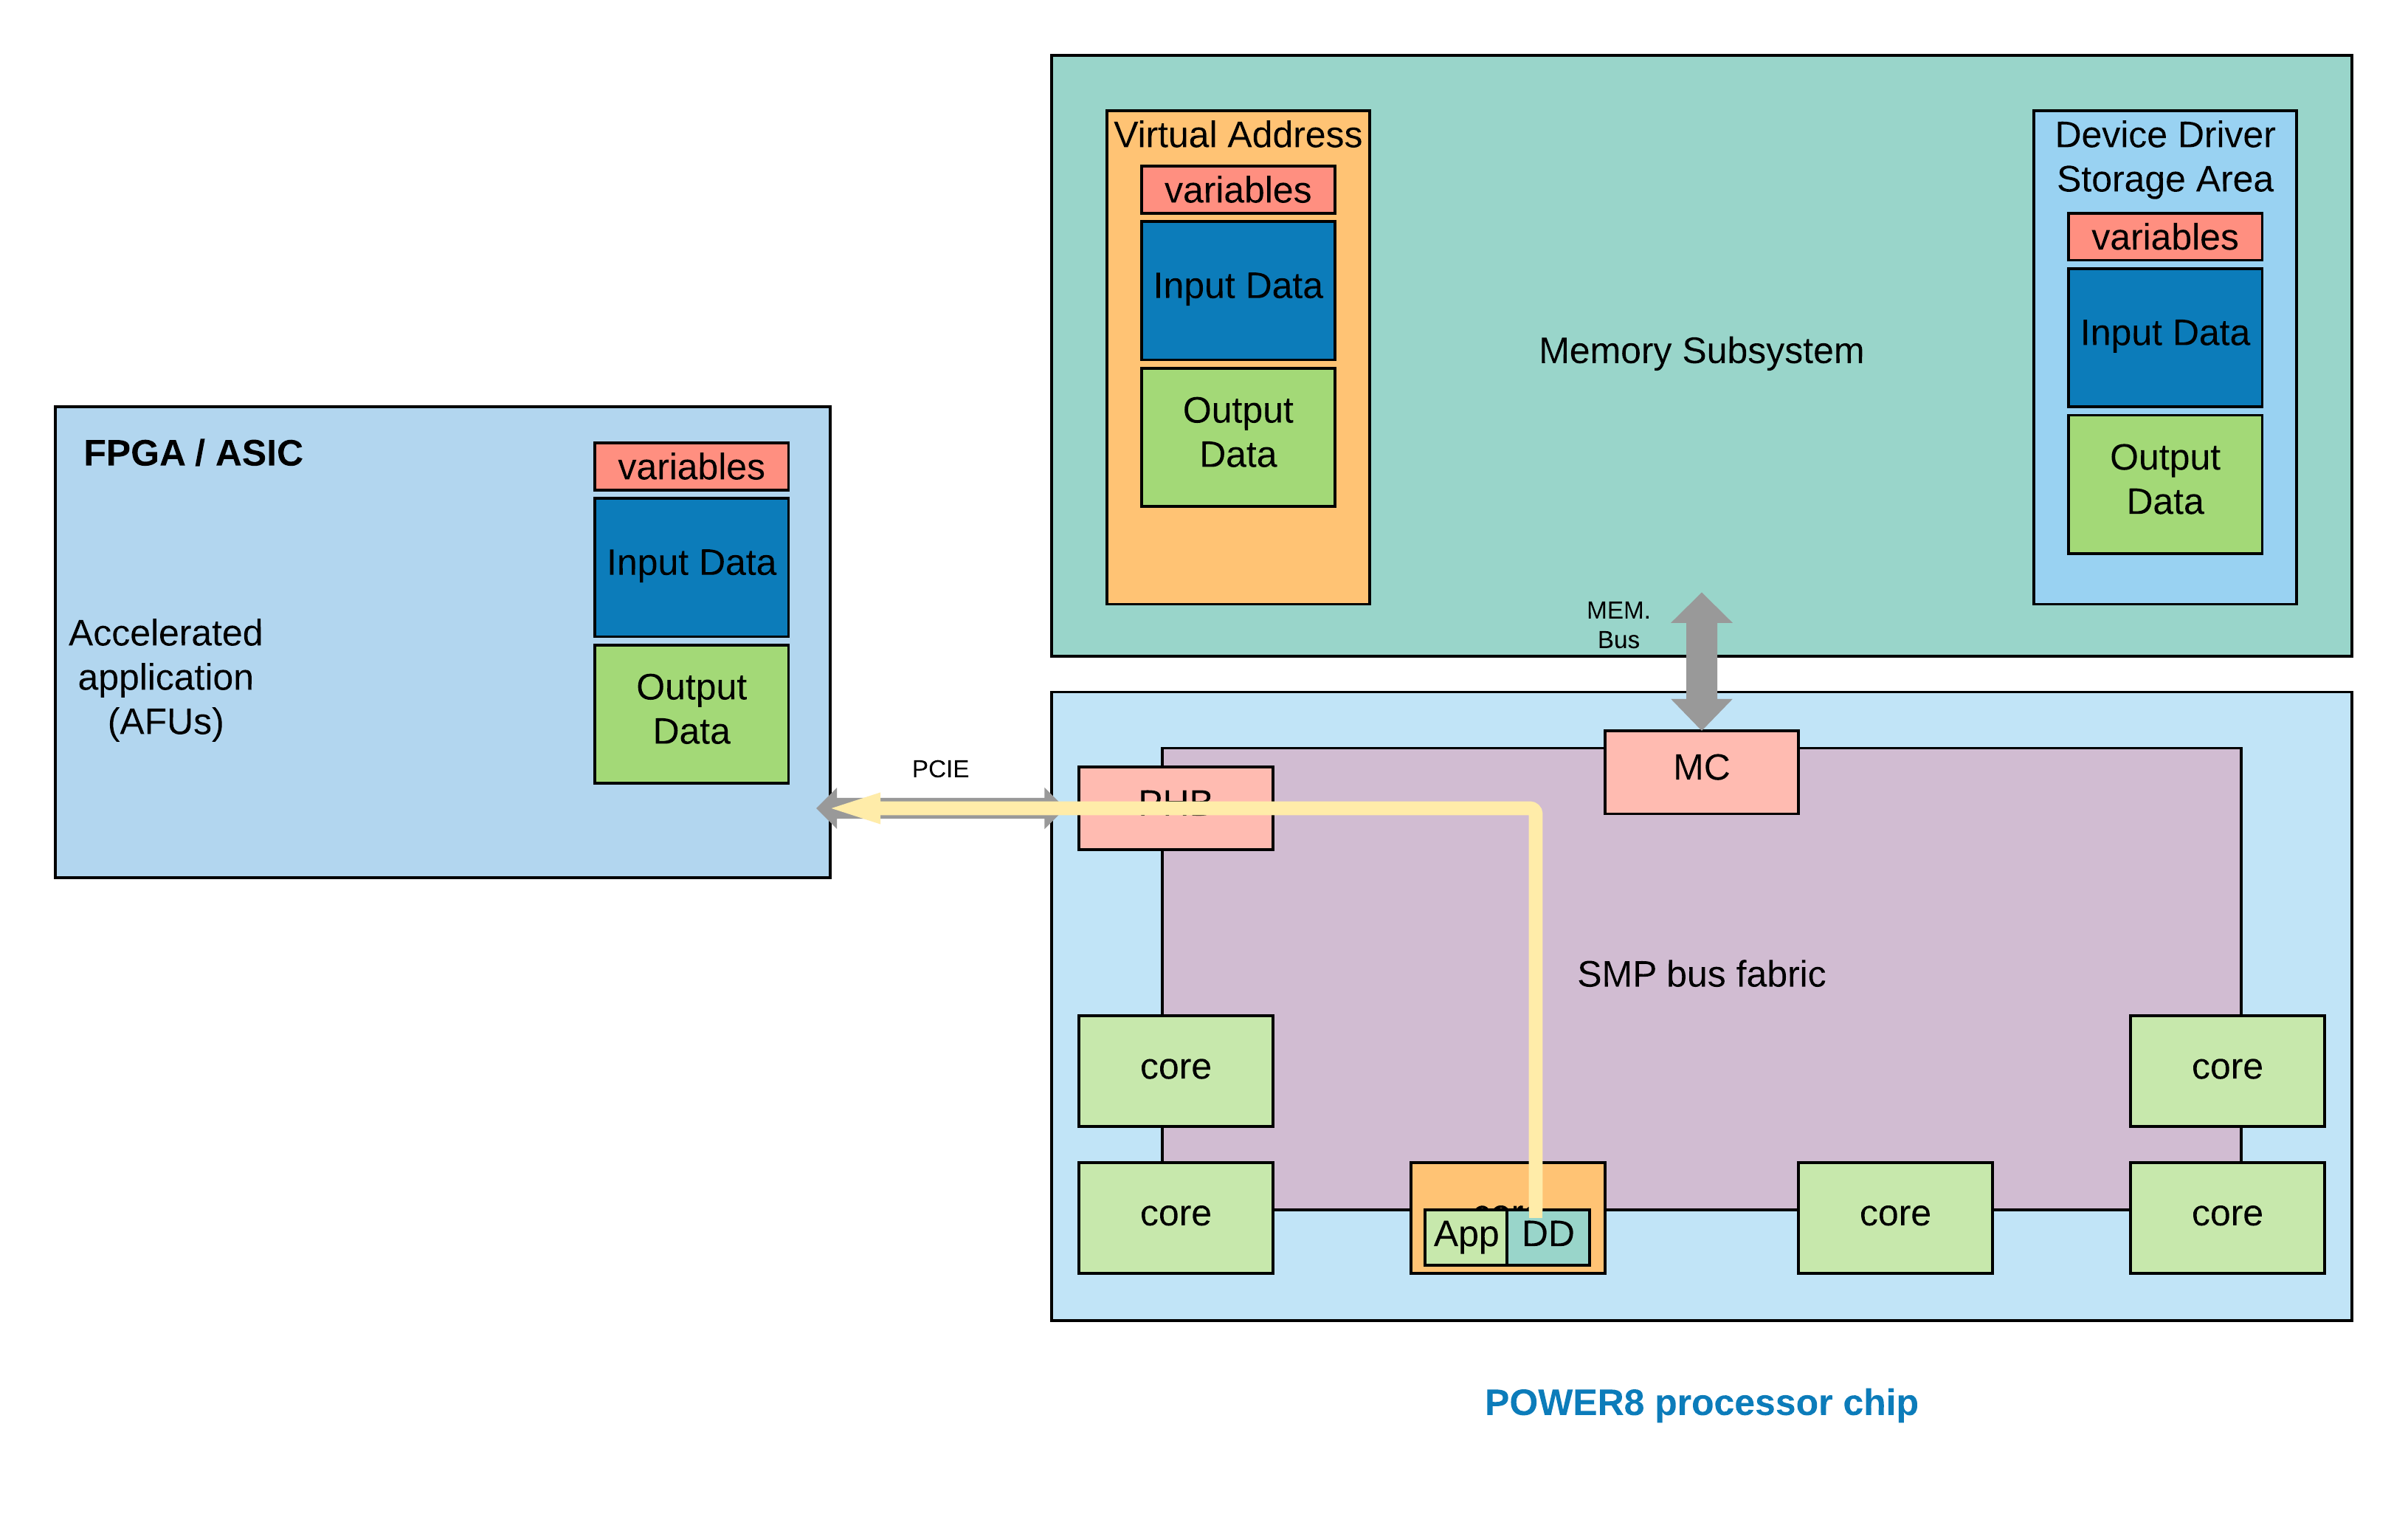 Virtual Address
variables
Input Data
Output
Data
Memory Subsystem
Device Driver
Storage Area
variables
Input Data
Output
Data
MEM.
Bus
FPGA / ASIC
variables
Input Data
Output
Data
Accelerated
application
(AFUs)
PCIE
PHB
MC
SMP bus fabric
core
core
core
core
App
DD
core
core
POWER8 processor chip